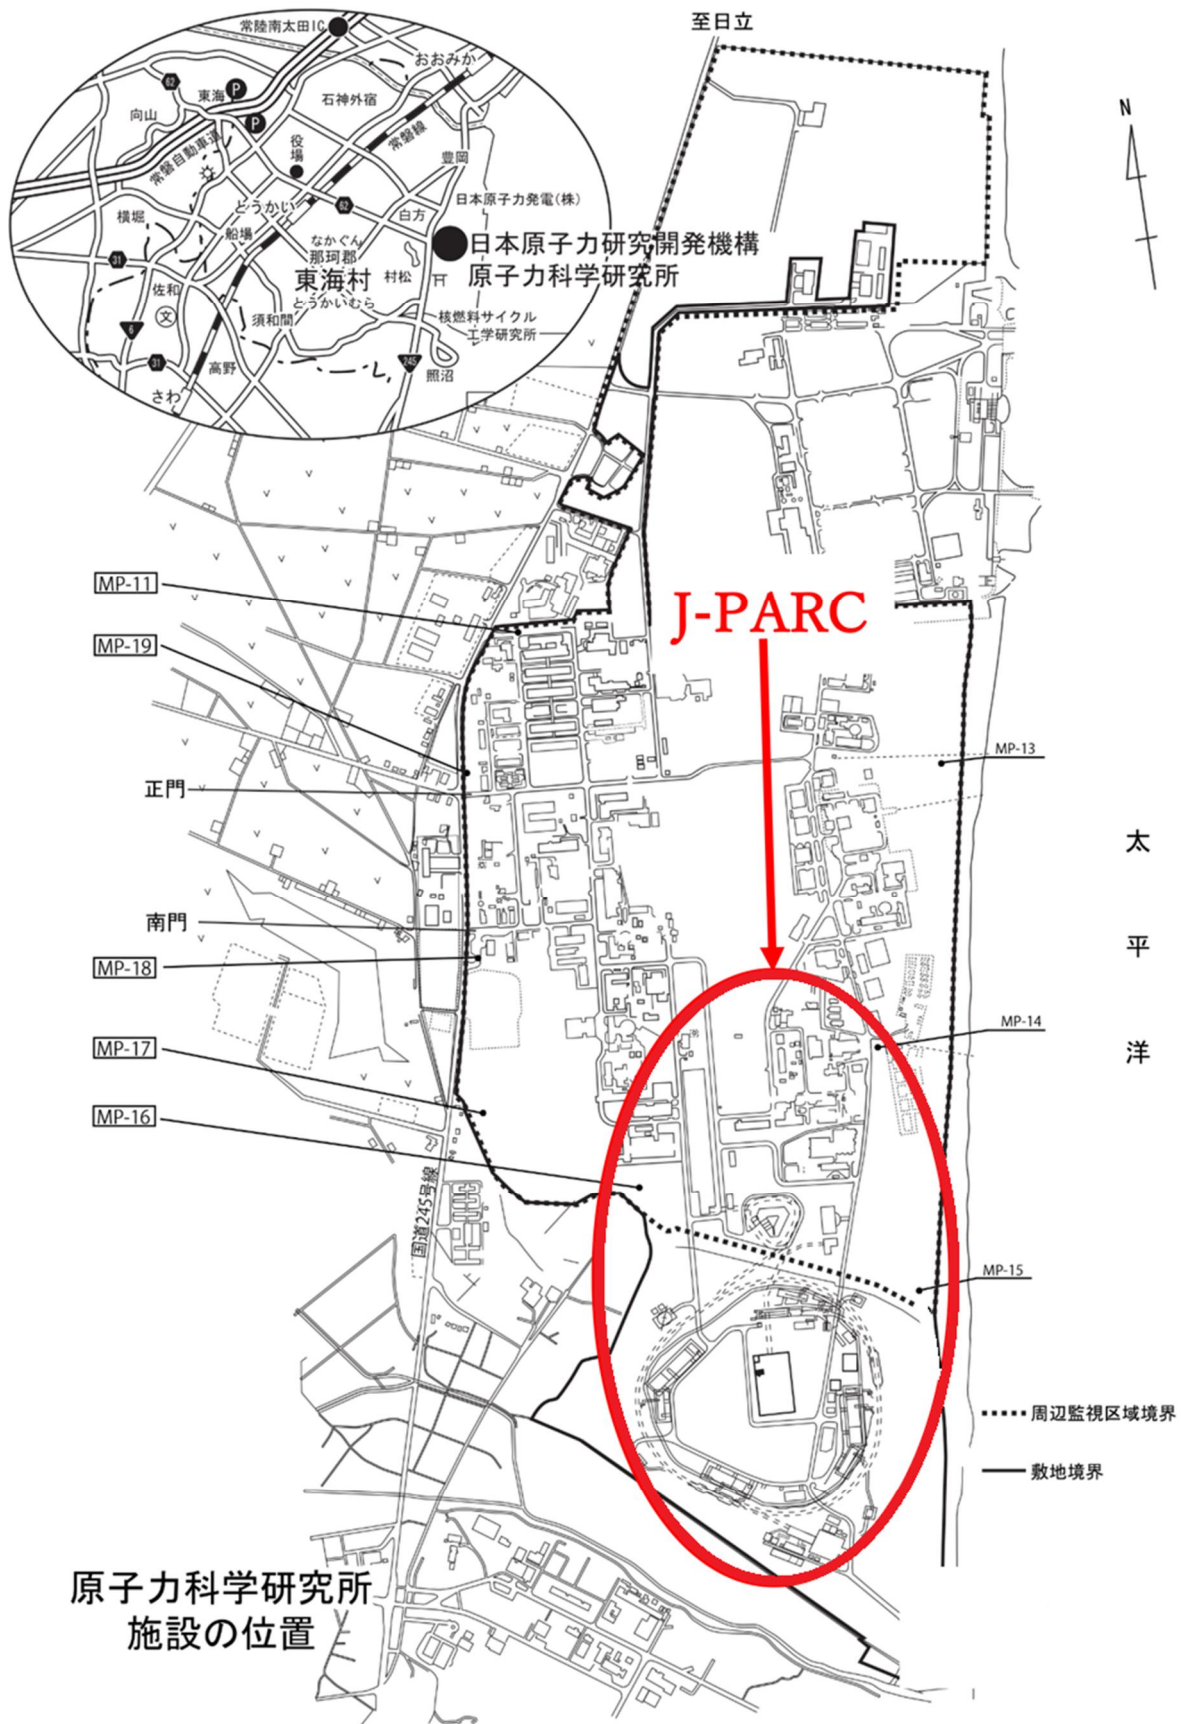 至日立
常陸南太田IC
おおみか
62
東海
P
石神外宿
向山
P
常磐線
常磐自動車道
役場
豊岡
日本原子力発電(株)
横堀
とうかい
62
白方
船場
日本原子力研究開発機構
原子力科学研究所
なかぐん
那珂郡
村松
東海村
とうかいむら
31
佐和
文
6
須和間
核燃料サイクル
工学研究所
31
高野
245
照沼
さわ
N
MP-11
J-PARC
MP-19
MP-13
正門
太平洋
南門
MP-18
MP-14
MP-17
MP-16
国道245号線
MP-15
周辺監視区域境界
敷地境界
原子力科学研究所
施設の位置